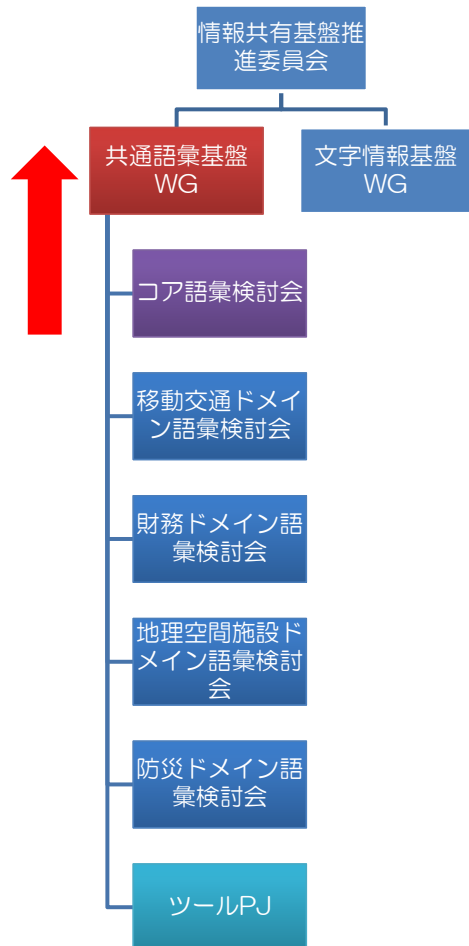 情報共有基盤推
進委員会
共通語彙基盤
WG
文字情報基盤
WG
コア語彙検討会
移動交通ドメイ
ン語彙検討会
財務ドメイン語
彙検討会
地理空間施設ド
メイン語彙検討
会
防災ドメイン語
彙検討会
ツールPJ